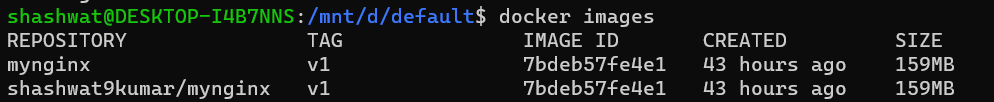 shashwat@DESKTOP-I4B7NNS:/mnt/d/default$ docker images
REPOSITORY TAG IMAGE ID CREATED SIZE
mynginx v1 7bdeb57fe4e1 43 hours ago 159MB
shashwat9kumar/mynginx v1 7bdeb57fe4e1 43 hours ago 159MB